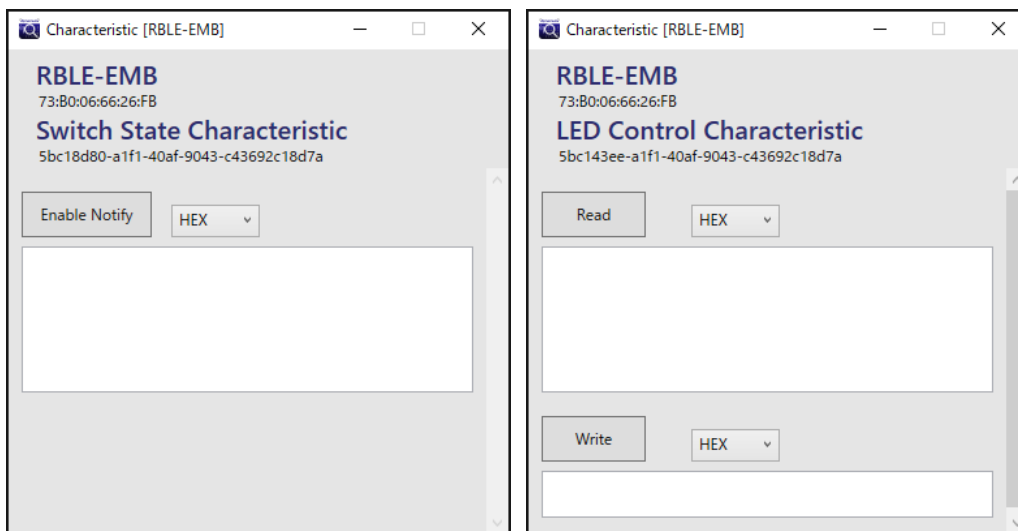 Characteristic [RBLE-EMB]
RBLE-EMB
73:B0:06:66:26:FB
Switch State Characteristic
5bc18d80-a1f1-40af-9043-c43692c18d7a
Enable Notify
HEX
Characteristic [RBLE-EMB]
RBLE-EMB
73:B0:06:66:26:FB
LED Control Characteristic
5bc143ee-a1f1-40af-9043-c43692c18d7a
Read
HEX
Write
HEX